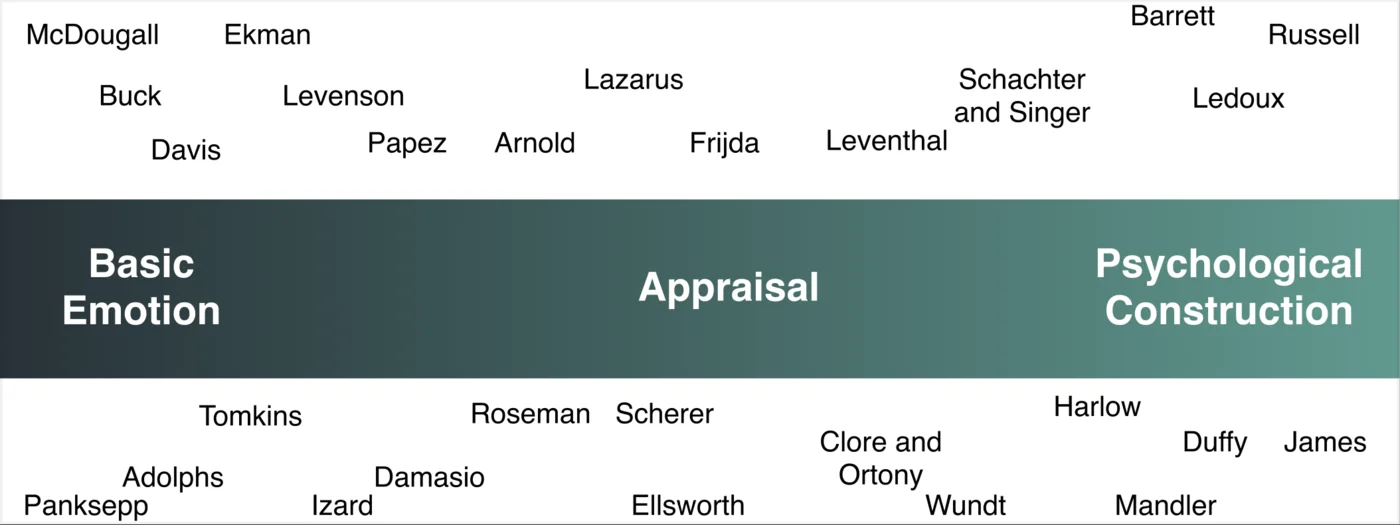 McDougall
Ekman
Barrett
Russell
Buck
Levenson
Lazarus
Schachter
and Singer
Ledoux
Davis
Papez
Arnold
Frijda
Leventhal
Basic
Emotion
Appraisal
Psychological
Construction
Tomkins
Roseman
Scherer
Harlow
Clore and
Ortony
Duffy
James
Adolphs
Damasio
Panksepp
Izard
Ellsworth
Wundt
Mandler